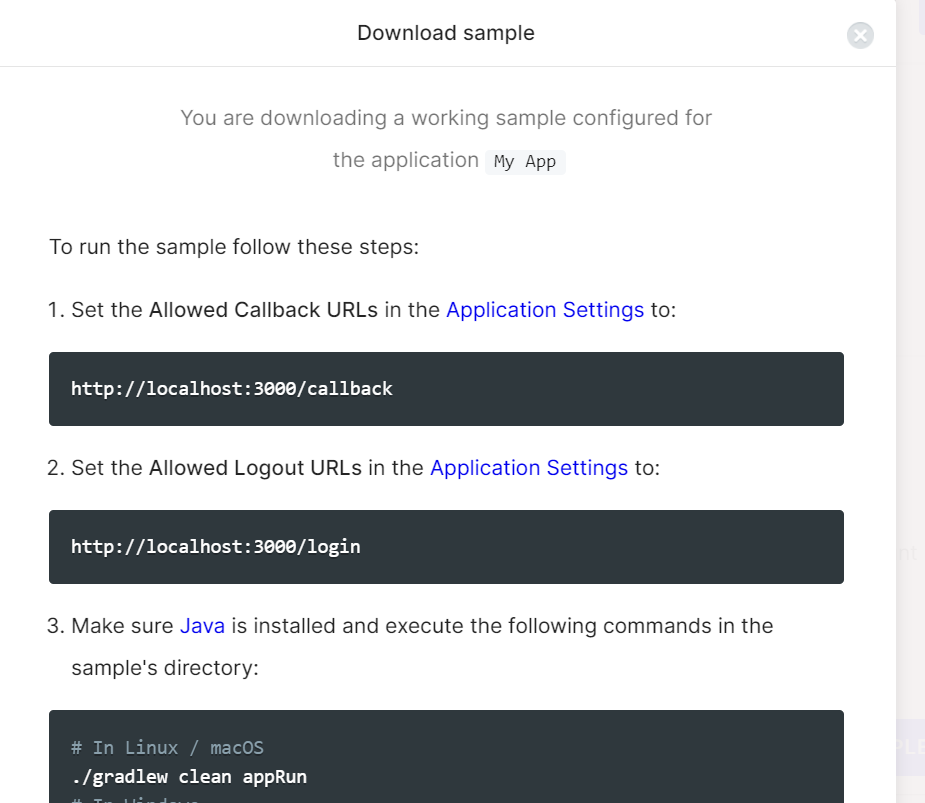 Download sample
You are downloading a working sample configured for
the application My App
To run the sample follow these steps:
1. Set the Allowed Callback URLs in the Application Settings to:
http://localhost:3000/callback
2. Set the Allowed Logout URLs in the Application Settings to:
http://localhost:3000/login
3. Make sure Java is installed and execute the following commands in the
sample's directory:
# In Linux / macOS
./gradlew clean appRun